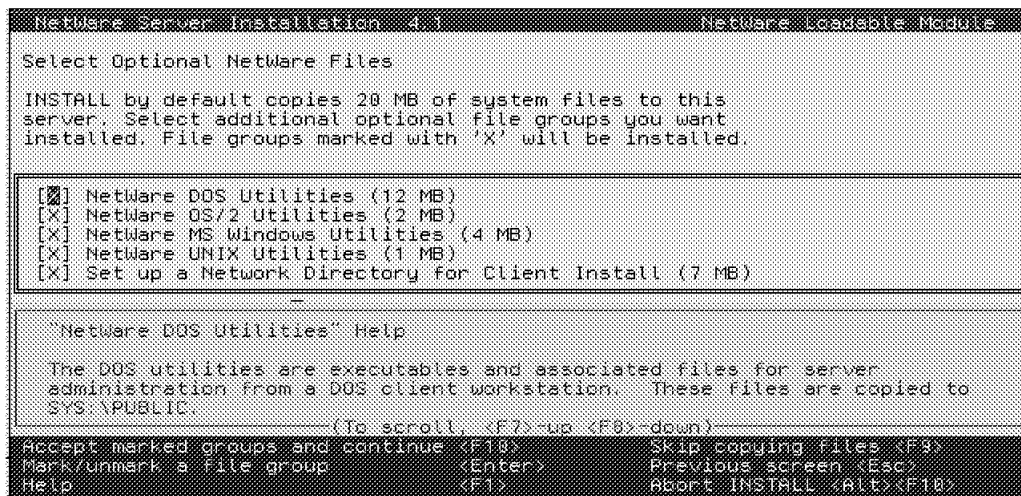 NetWare Server Installation 4.1 NetWare Loadable Module
Select Optional NetWare Files
INSTALL by default copies 20 MB of system files to this
server. Select additional optional file groups you want
installed. File groups marked with 'X' will be installed.
[X] NetWare DOS Utilities (12 MB)
[X] NetWare OS/2 Utilities (2 MB)
[X] NetWare MS Windows Utilities (4 MB)
[X] NetWare UNIX Utilities (1 MB)
[X] Set up a Network Directory for Client Install (7 MB)
"NetWare DOS Utilities" Help
The DOS utilities are executables and associated files for server
administration from a DOS client workstation. These files are copied to
SYS:\PUBLIC.
(To scroll, <F7>-up <F8>-down)
Accept marked groups and continue <F10> Skip copying files <F9>
Mark/unmark a file group <Enter> Previous screen <Esc>
Help <F1> Abort INSTALL <Alt><F10>